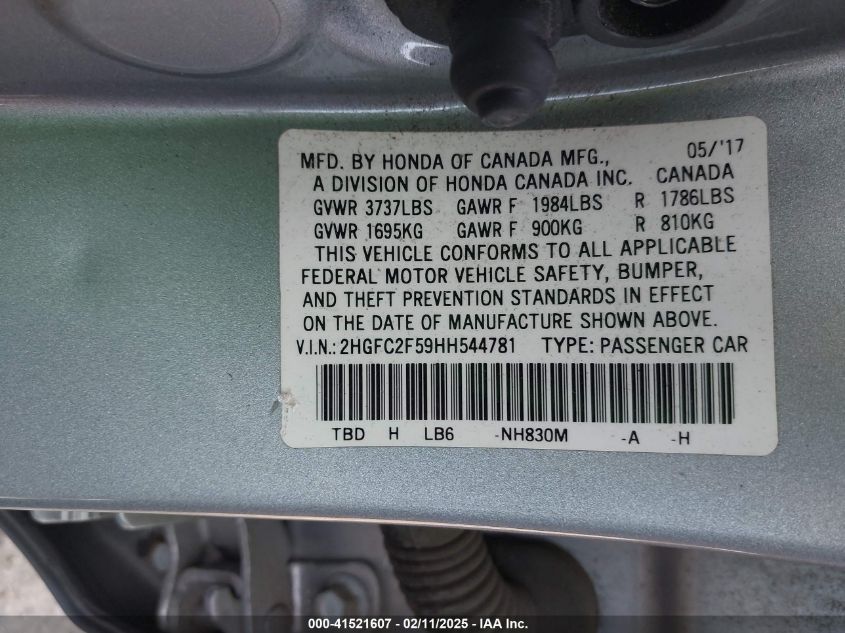 MFD. BY HONDA OF CANADA MFG., 05/'17
A DIVISION OF HONDA CANADA INC. CANADA
GVWR 3737LBS GAWR F 1984LBS R 1786LBS
GVWR 1695KG GAWR F 900KG R 810KG
THIS VEHICLE CONFORMS TO ALL APPLICABLE
FEDERAL MOTOR VEHICLE SAFETY, BUMPER,
AND THEFT PREVENTION STANDARDS IN EFFECT
ON THE DATE OF MANUFACTURE SHOWN ABOVE.
V.I.N.: 2HGFC2F59HH544781 TYPE: PASSENGER CAR
TBD H LB6 -NH830M -A -H
000-41521607 - 02/11/2025 - IAA Inc.